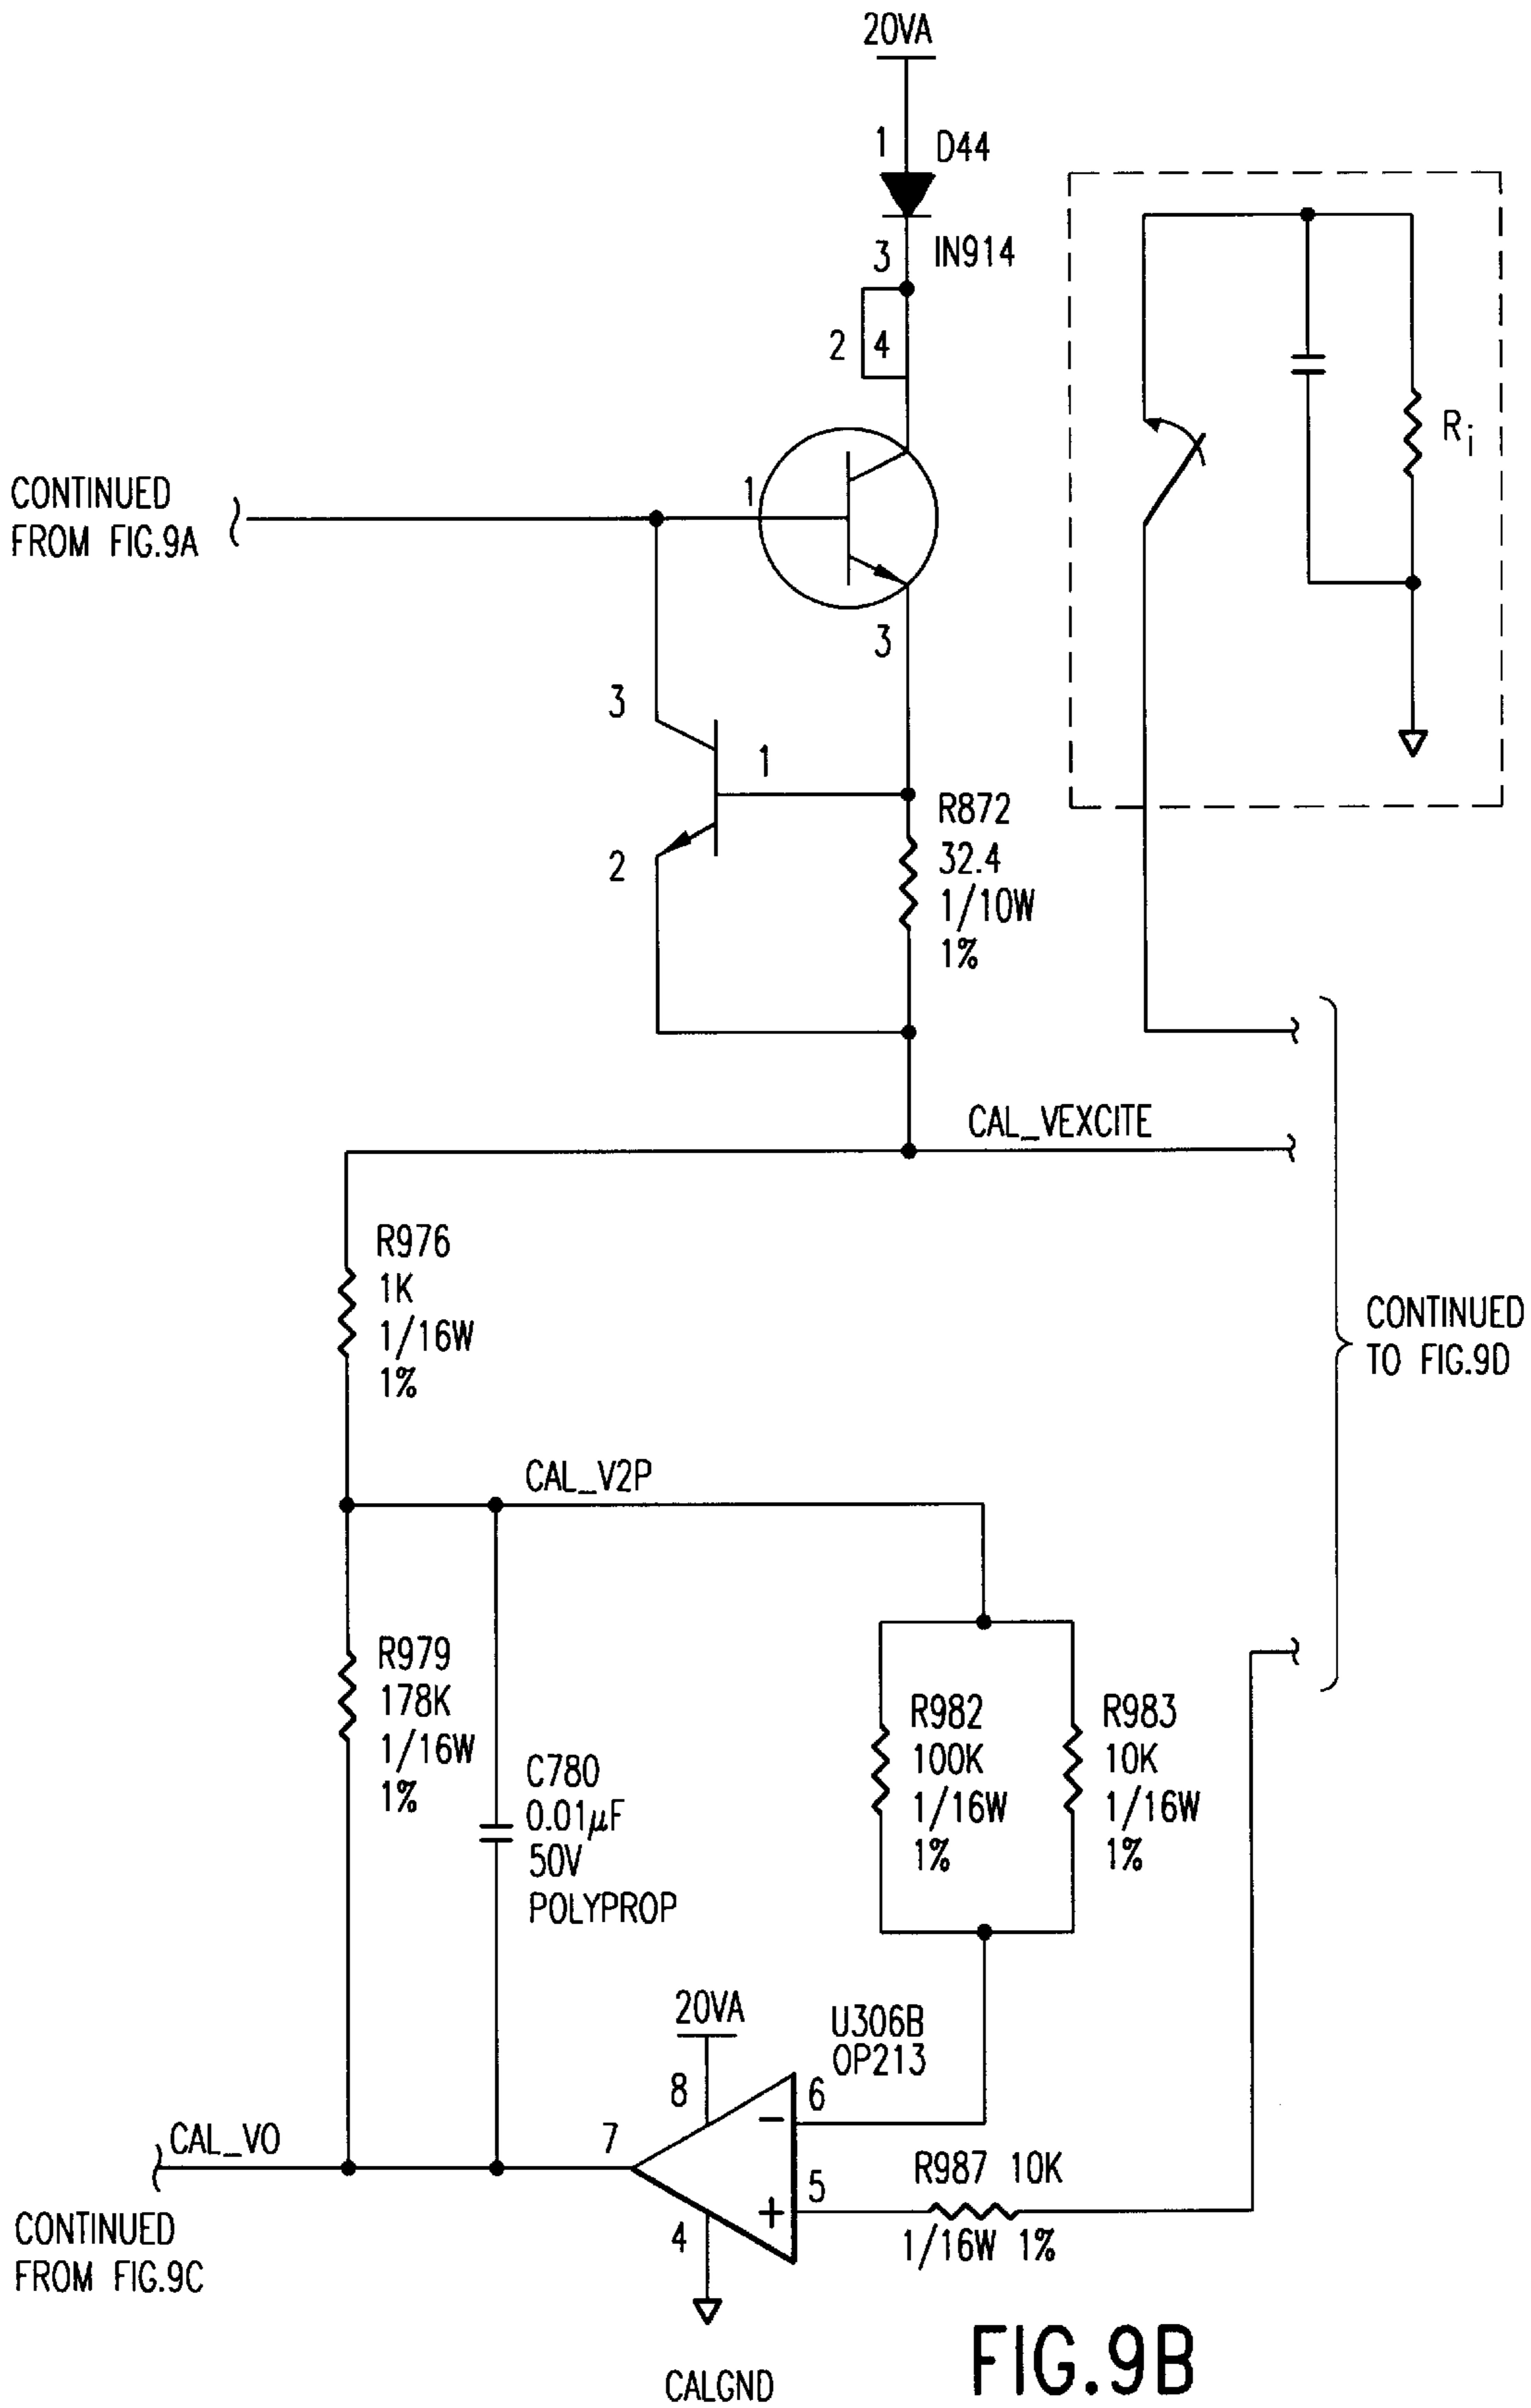 20VA
1
D44
3
IN914
2
4
R i
CONTINUED
FROM FIG.9A
1
3
3
1
2
R872
32.4
1/10W
1%
CAL_VEXCITE
R976
1K
1/16W
1%
CONTINUED
TO FIG.9D
CAL_V2P
R979
178K
1/16W
1%
C780
0.01µF
50V
POLYPROP
R982
100K
1/16W
1%
R983
10K
1/16W
1%
20VA
U306B
OP213
8
6
−
CAL_VO
7
5
+
R987 10K
1/16W 1%
4
CONTINUED
FROM FIG.9C
CALGND
FIG.9B